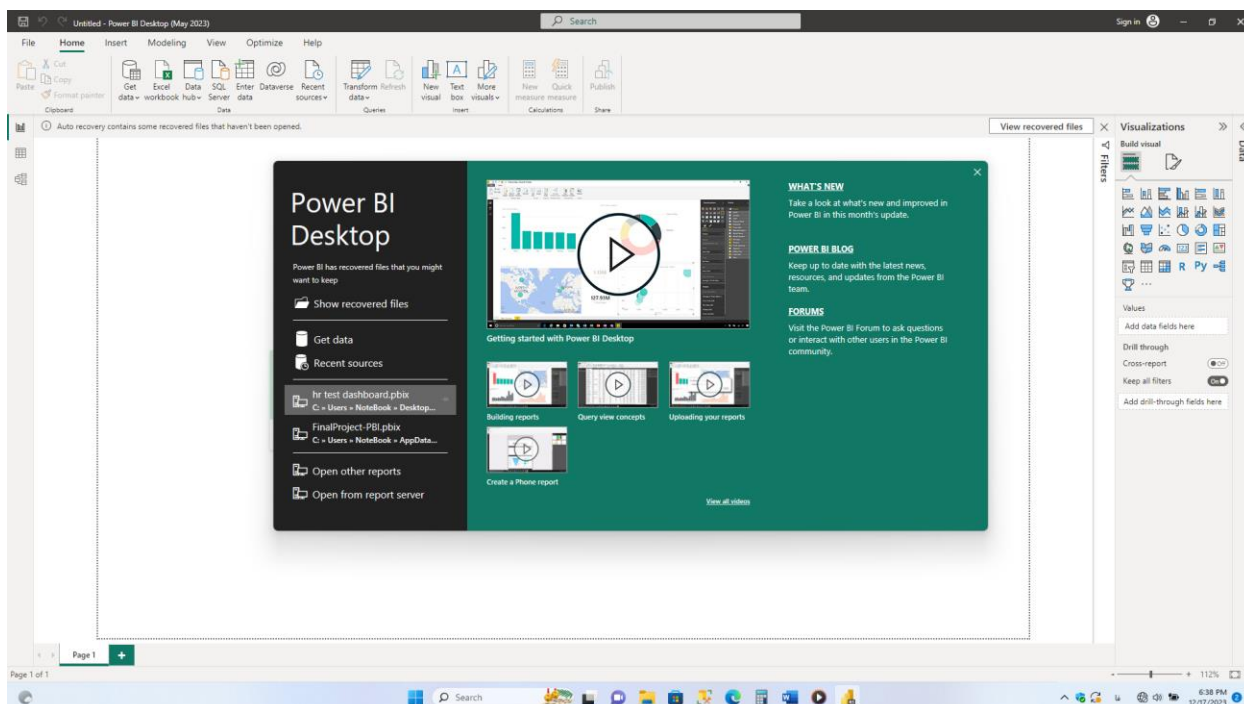 Untitled - Power BI Desktop (May 2023)
Search
Sign in
File Home Insert Modeling View Optimize Help
Paste
Cut
Copy
Format painter
Clipboard
Get data
Excel workbook
Data hub
SQL Server
Enter data
Dataverse
Recent sources
Data
Transform data
Refresh
Queries
New visual
Text box
More visuals
Insert
New measure
Quick measure
Calculations
Publish
Share
Auto recovery contains some recovered files that haven't been opened.
View recovered files
Filters
Visualizations
Data
Build visual
R Py
Values
Add data fields here
Drill through
Cross-report
Off
Keep all filters
On
Add drill-through fields here
Power BI
Desktop
Power BI has recovered files that you might
want to keep
Show recovered files
Get data
Recent sources
hr test dashboard.pbix
C: » Users » NoteBook » Desktop...
FinalProject-PBI.pbix
C: » Users » NoteBook » AppData...
Open other reports
Open from report server
Getting started with Power BI Desktop
Building reports
Query view concepts
Uploading your reports
Create a Phone report
View all videos
WHAT'S NEW
Take a look at what's new and improved in
Power BI in this month's update.
POWER BI BLOG
Keep up to date with the latest news,
resources, and updates from the Power BI
team.
FORUMS
Visit the Power BI Forum to ask questions
or interact with other users in the Power BI
community.
Page 1
Page 1 of 1
112%
Search
6:38 PM
12/17/2023